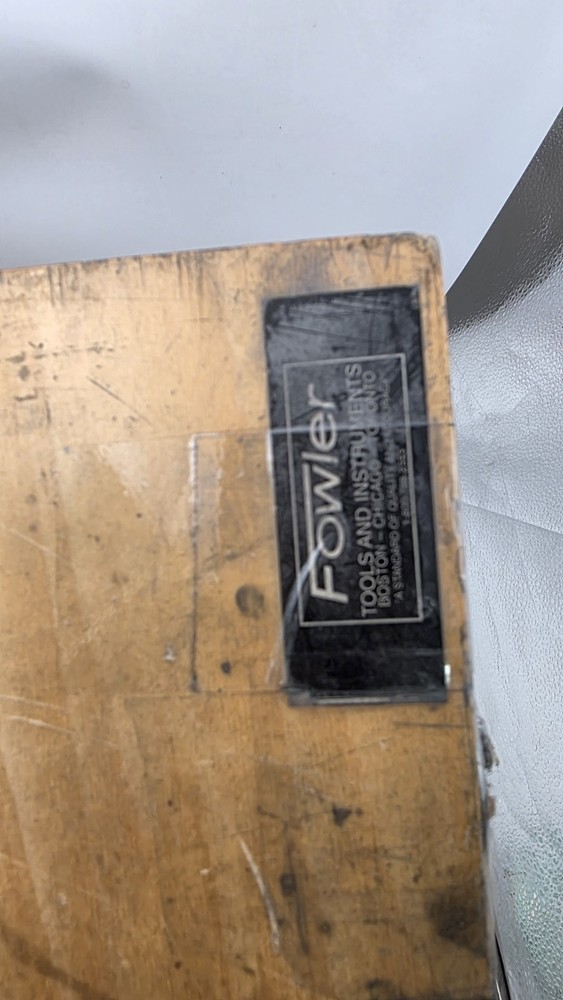 Fowler
TOOLS AND INSTRUMENTS
BOSTON - CHICAGO - TORONTO
"A STANDARD OF QUALITY